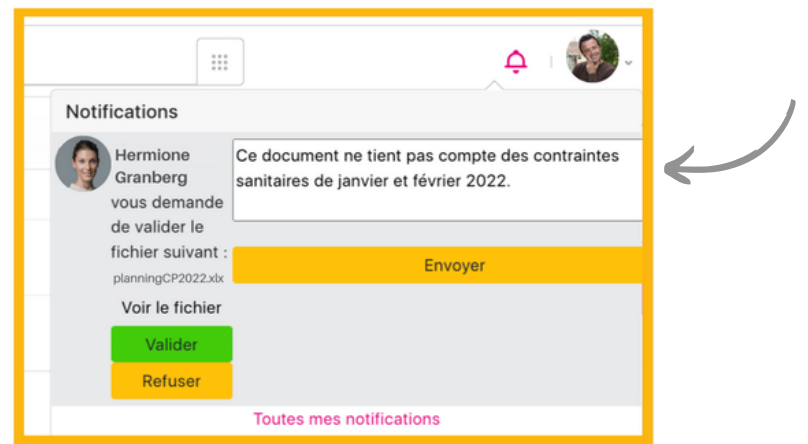 Notifications
Hermione
Granberg
vous demande
de valider le
fichier suivant :
planningCP2022.xlx
Voir le fichier
Valider
Refuser
Ce document ne tient pas compte des contraintes
sanitaires de janvier et février 2022.
Envoyer
Toutes mes notifications